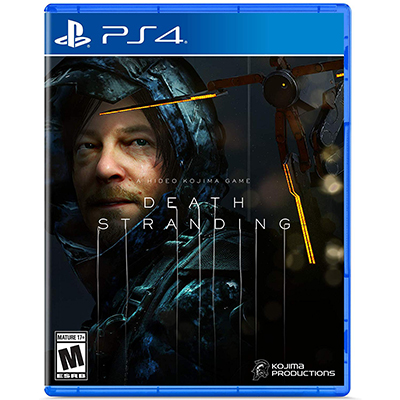 PS4
A HIDEO KOJIMA GAME
DEATH
STRANDING
MATURE 17+
M
ESRB
KOJIMA
PRODUCTIONS